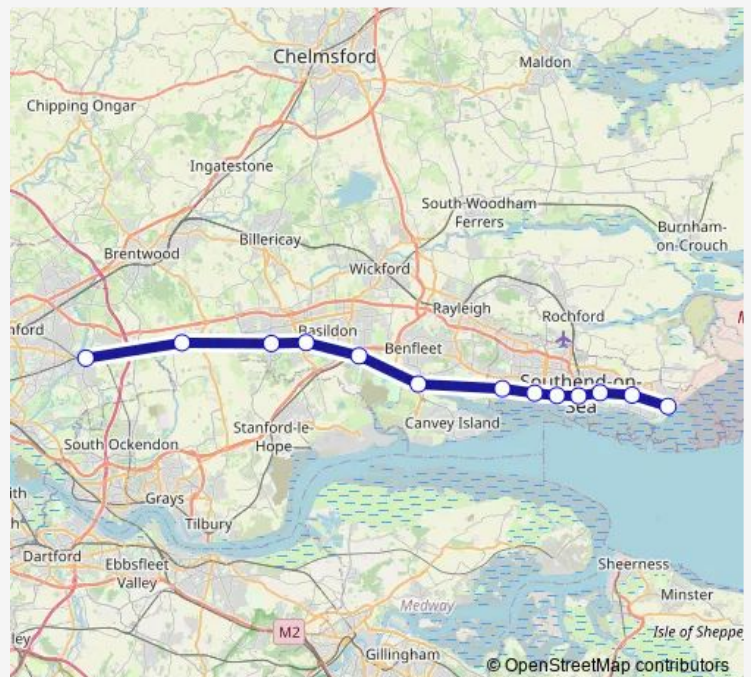 Chelmsford
Maldon
Chipping Ongar
Ingatestone
South Woodham
Ferrers
Burnham-
on-Crouch
Brentwood
Billericay
Wickford
Rayleigh
Rochford
nford
Basildon
Benfleet
Southend-on-
Sea
Canvey Island
Stanford-le-
Hope
South Ockendon
Grays
Tilbury
ith
Dartford
Ebbsfleet
Valley
Sheerness
Minster
Medway
Isle of Sheppe
M2
ley
Gillingham
© OpenStreetMap contributors